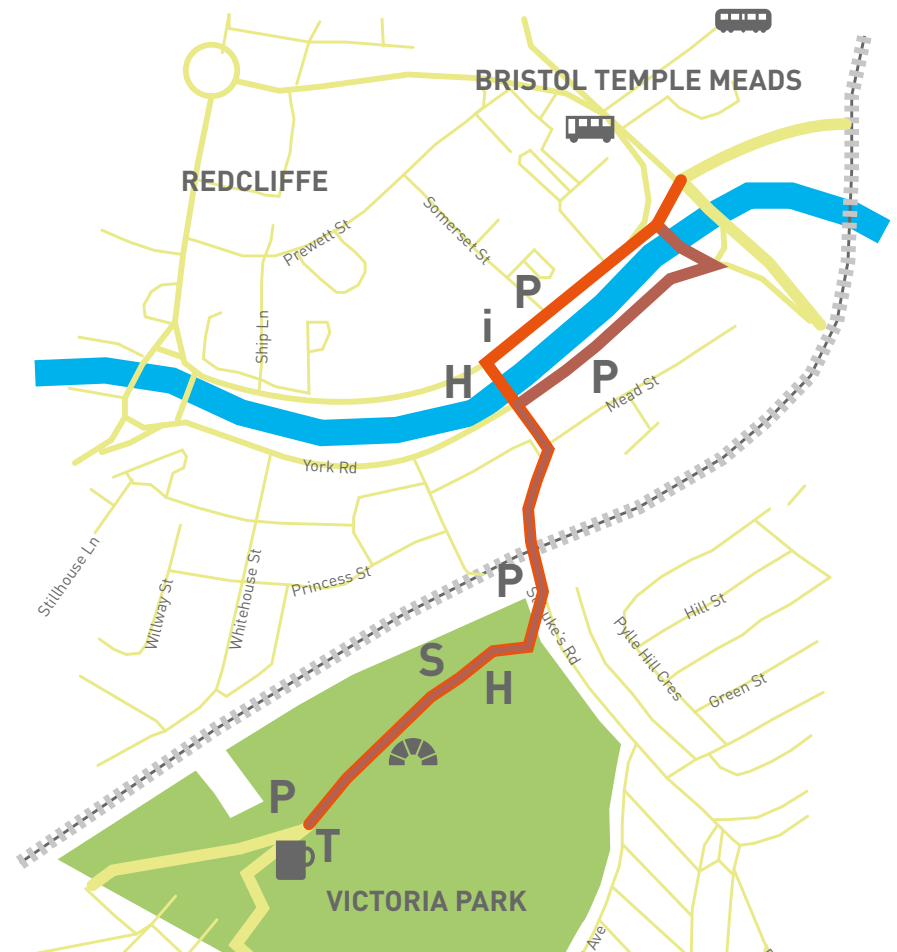 BRISTOL TEMPLE MEADS
REDCLIFFE
Prewett St
Somerset St
Ship Ln
P
i
H
P
Mead St
York Rd
Stillhouse Ln
Willway St
Whitehouse St
Princess St
P
Hill St
Pylle Hill Cres
Green St
S
H
P
T
VICTORIA PARK
Ave